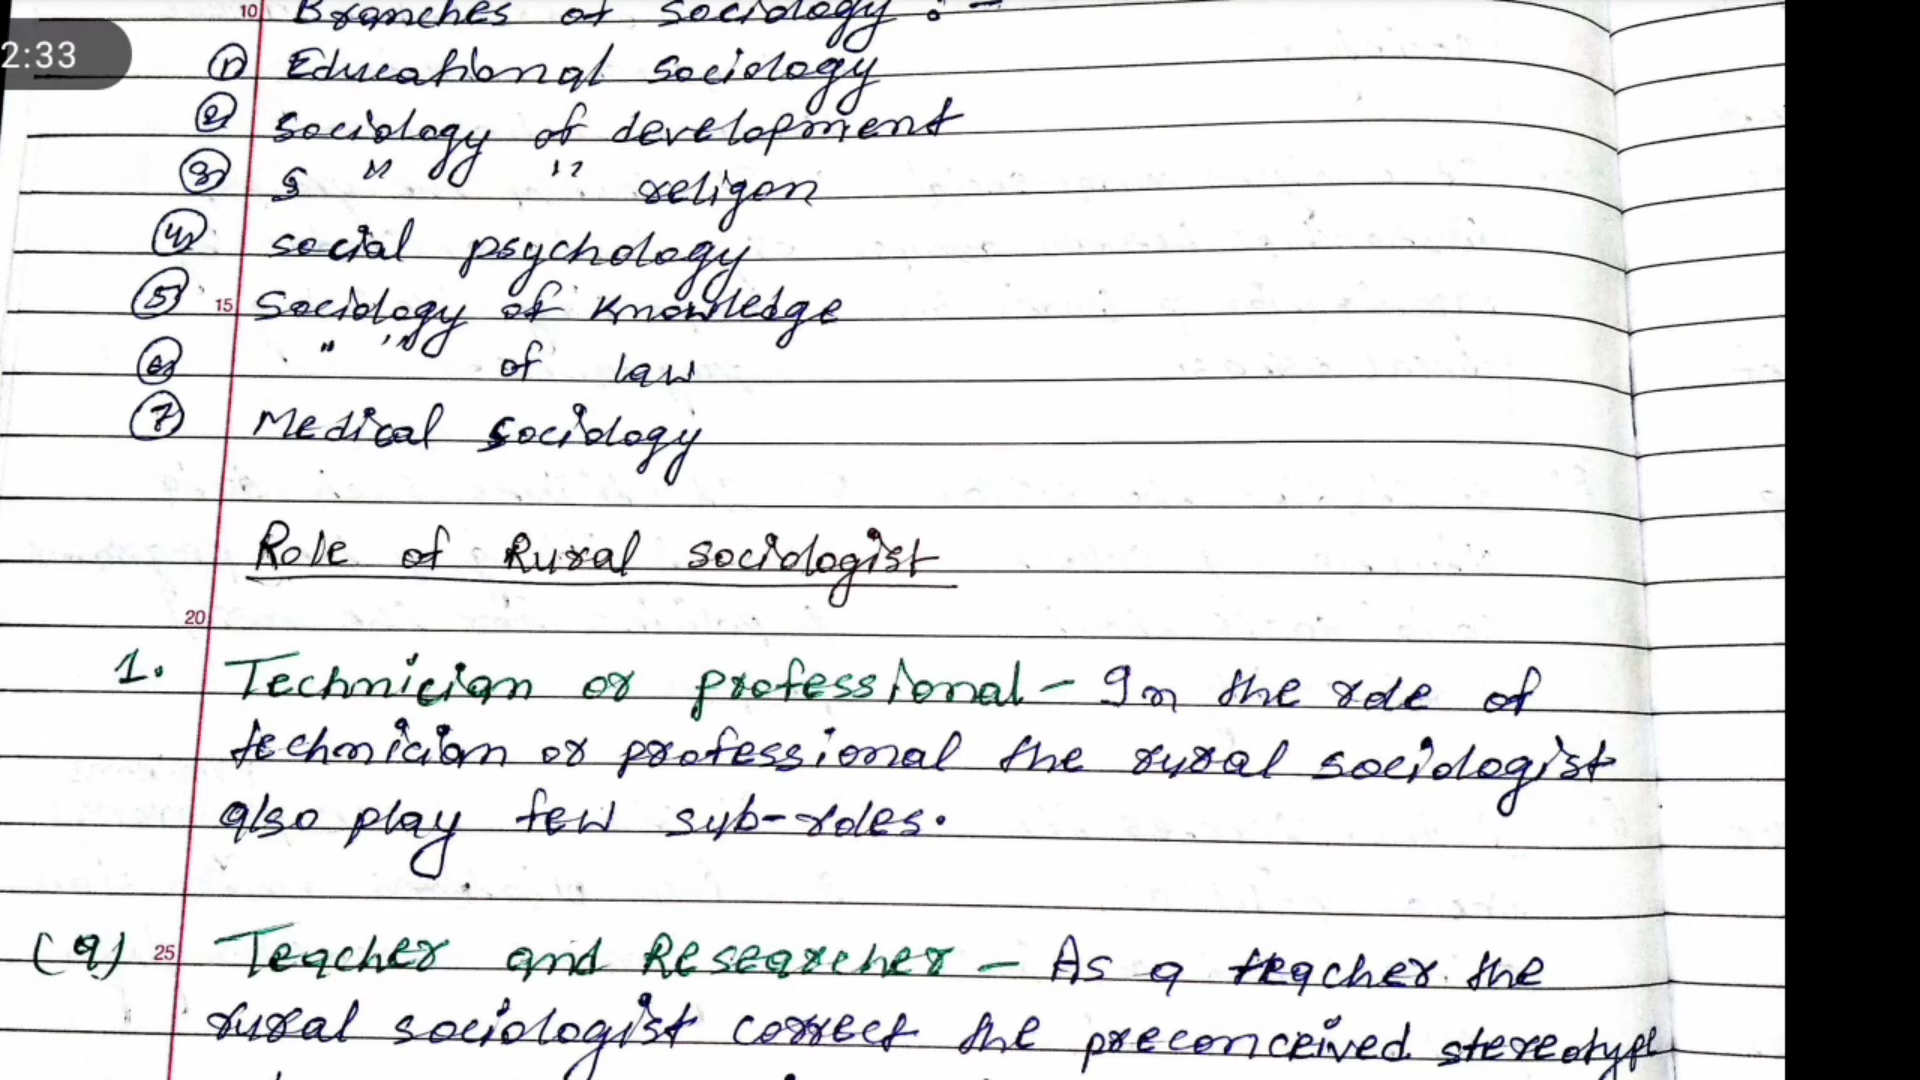 10 Branches of Sociology :-
2:33
① Educational sociology
② sociology of development
③ S " " religon
④ social psychology
⑤ 15 Sociology of Knowledge
⑥ " " of law
⑦ Medical sociology
Role of Rural sociologist
20
1. Technician or professional - In the role of
technician or professional the rural sociologist
also play few sub-roles.
(a) 25 Teacher and Researcher - As a teacher the
rural sociologist correct the preconceived stereotype